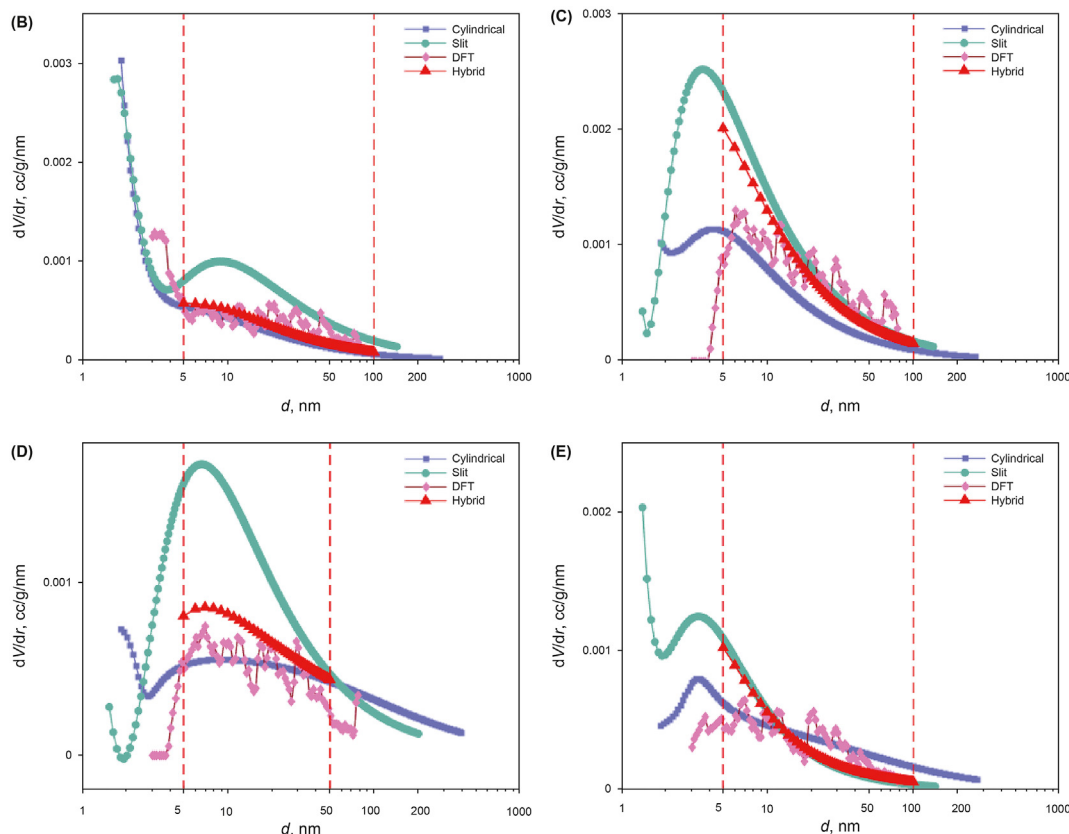 (B)
Cylindrical
Slit
DFT
Hybrid
0.003
0.002
0.001
0
dV/dr, cc/g/nm
1 2 5 10 50 100 200 1000
d, nm
(C)
0.003
Cylindrical
Slit
DFT
Hybrid
0.002
0.001
0
dV/dr, cc/g/nm
1 2 5 10 50 100 200 1000
d, nm
(D)
Cylindrical
Slit
DFT
Hybrid
0.001
0
dV/dr, cc/g/nm
1 2 5 10 50 100 200 1000
d, nm
(E)
Cylindrical
Slit
DFT
Hybrid
0.002
0.001
0
dV/dr, cc/g/nm
1 2 5 10 50 100 200 1000
d, nm